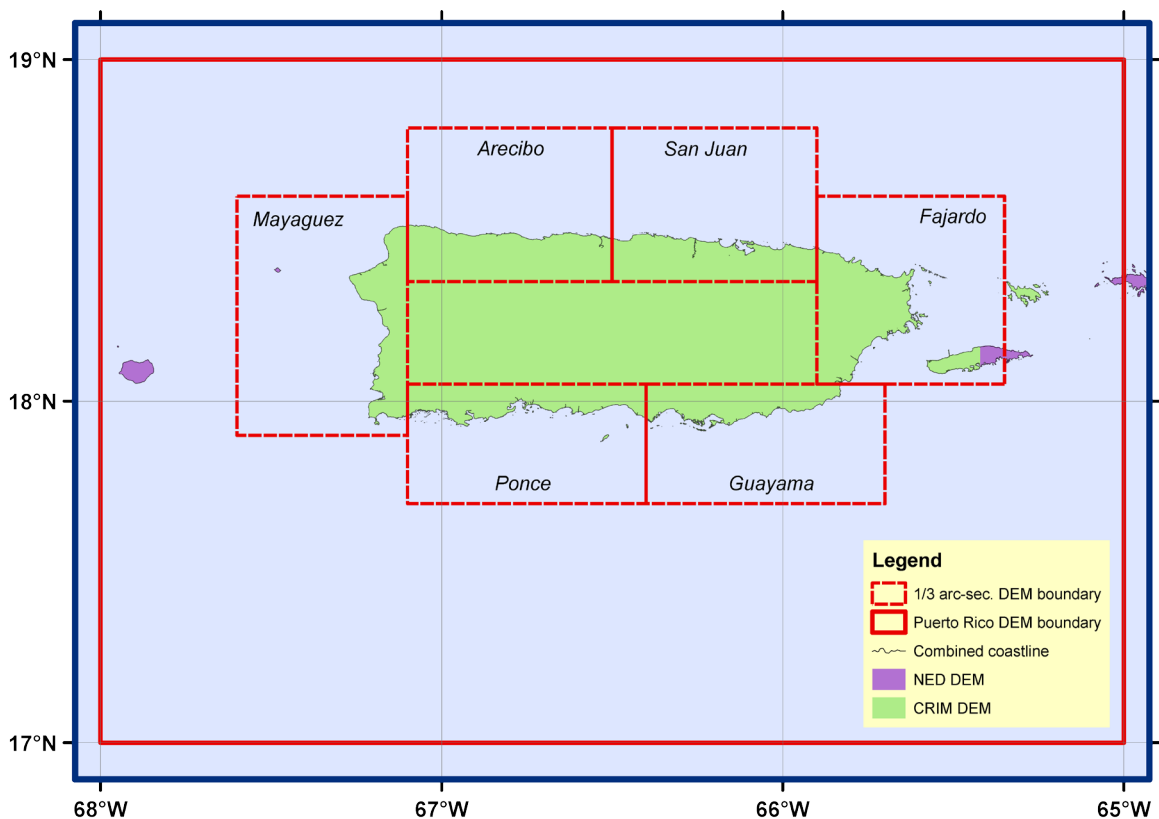 19°N
Arecibo
San Juan
Mayaguez
Fajardo
18°N
Ponce
Guayama
Legend
1/3 arc-sec. DEM boundary
Puerto Rico DEM boundary
Combined coastline
NED DEM
CRIM DEM
17°N
68°W
67°W
66°W
65°W